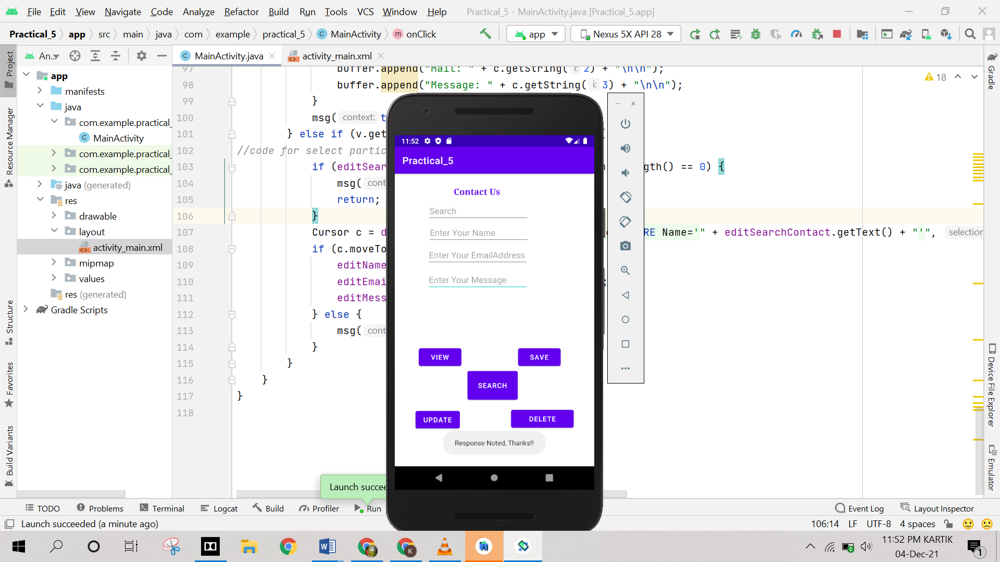 File Edit View Navigate Code Analyze Refactor Build Run Tools VCS Window Help Practical_5 - MainActivity.java [Practical_5.app]
Practical_5 app src main java com example practical_5 MainActivity onClick app Nexus 5X API 28
An... MainActivity.java activity_main.xml
Project
Resource Manager
Structure
Favorites
Build Variants
app
manifests
java
com.example.practical_
MainActivity
com.example.practical_
com.example.practical_
java (generated)
res
drawable
layout
activity_main.xml
mipmap
values
res (generated)
Gradle Scripts
97 buffer.append("Mail: " + c.getString( i: 2) + "\n\n");
98 buffer.append("Message: " + c.getString( i: 3) + "\n\n");
99 }
100 msg( context: t
101 } else if (v.get {
102 //code for select partic
103 if (editSear gth() == 0) {
104 msg( cont
105 return;
106 }
107 Cursor c = d RE Name='" + editSearchContact.getText() + "'", selection
108 if (c.moveTo
109 editName
110 editEmai ;
111 editMess
112 } else {
113 msg( cont
114 }
115 }
116 }
117 }
118
18
11:52
Practical_5
Contact Us
Search
Enter Your Name
Enter Your EmailAddress
Enter Your Message
VIEW SAVE
SEARCH
UPDATE DELETE
Response Noted, Thanks!!
Launch succee
Gradle
Device File Explorer
Emulator
TODO Problems Terminal Logcat Build Profiler Run Event Log Layout Inspector
Launch succeeded (a minute ago) 106:14 LF UTF-8 4 spaces
11:52 PM KARTIK
04-Dec-21
1